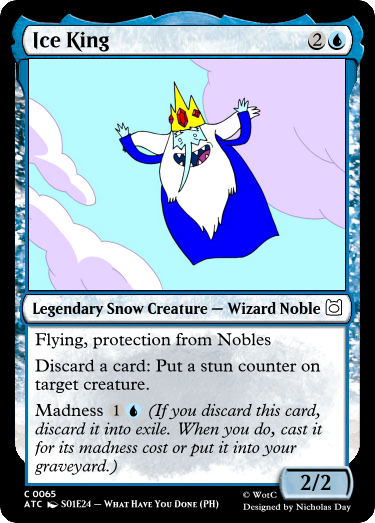 Ice King 2
Legendary Snow Creature — Wizard Noble
Flying, protection from Nobles
Discard a card: Put a stun counter on
target creature.
Madness 1 (If you discard this card,
discard it into exile. When you do, cast it
for its madness cost or put it into your
graveyard.)
2/2
C 0065
ATC S01E24 – What Have You Done (PH)
© WotC
Designed by Nicholas Day